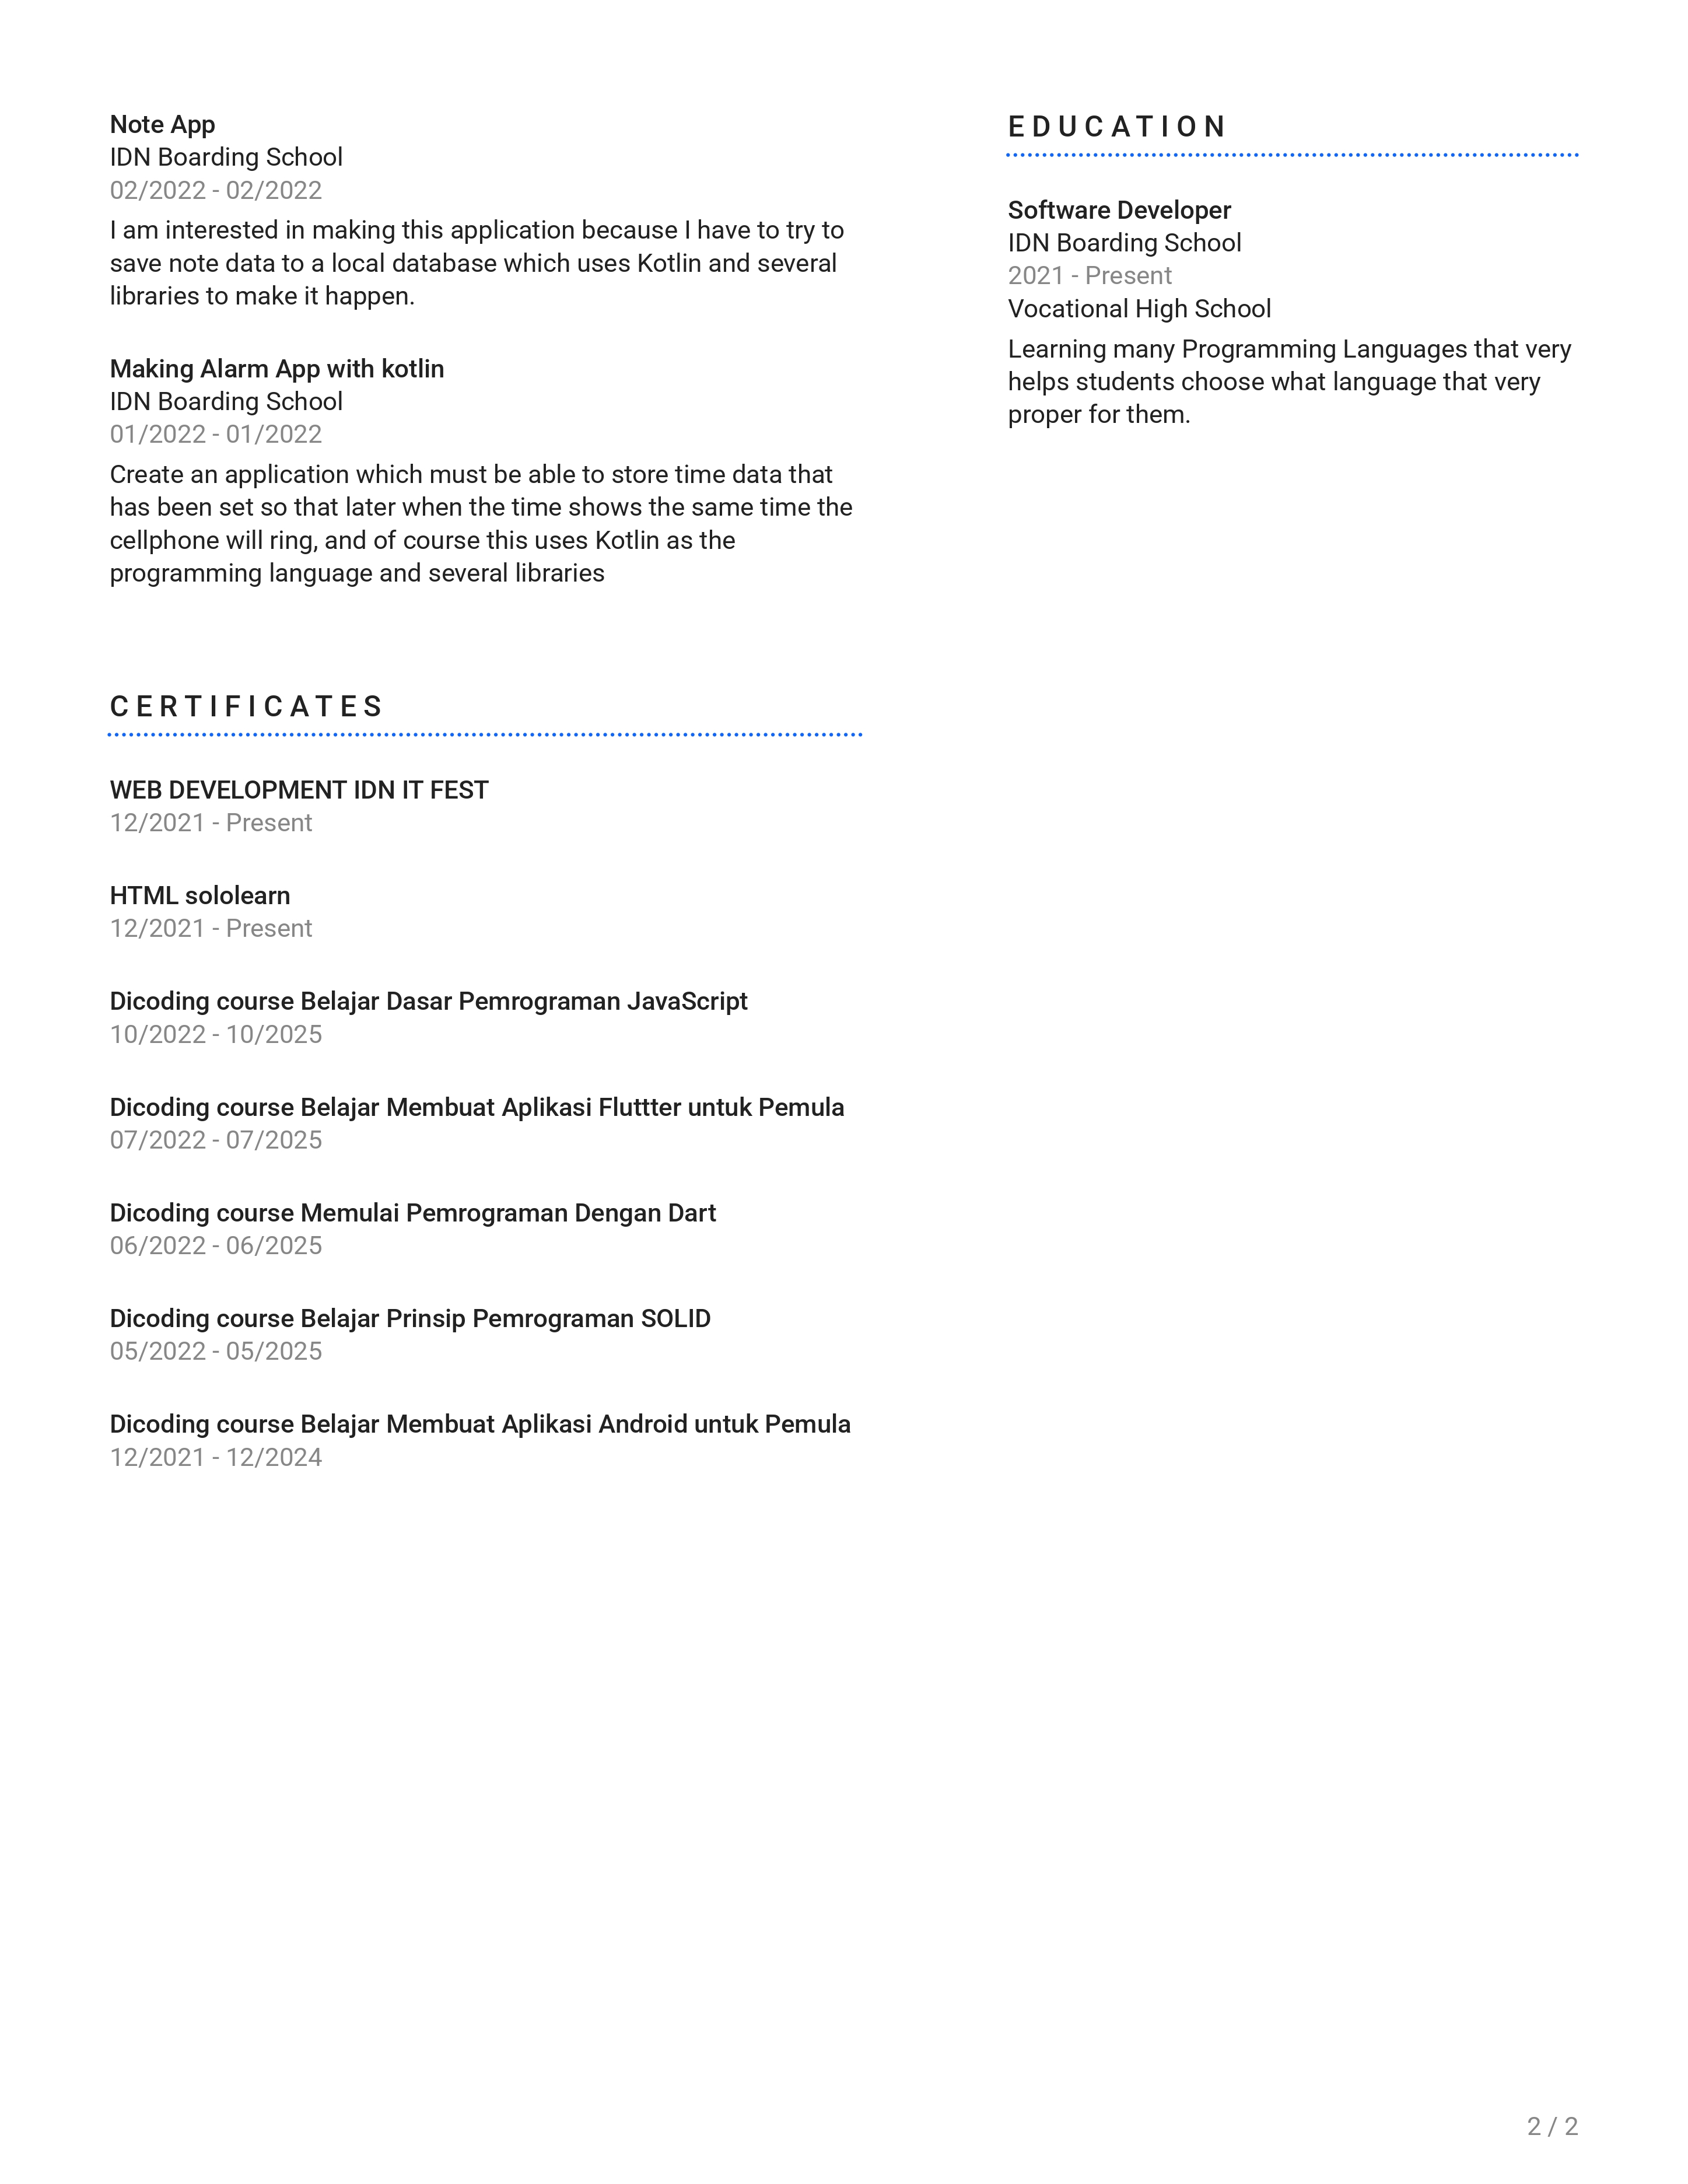 Note App
IDN Boarding School
02/2022 - 02/2022
I am interested in making this application because I have to try to
save note data to a local database which uses Kotlin and several
libraries to make it happen.
Making Alarm App with kotlin
IDN Boarding School
01/2022 - 01/2022
Create an application which must be able to store time data that
has been set so that later when the time shows the same time the
cellphone will ring, and of course this uses Kotlin as the
programming language and several libraries
CERTIFICATES
WEB DEVELOPMENT IDN IT FEST
12/2021 - Present
HTML sololearn
12/2021 - Present
Dicoding course Belajar Dasar Pemrograman JavaScript
10/2022 - 10/2025
Dicoding course Belajar Membuat Aplikasi Fluttter untuk Pemula
07/2022 - 07/2025
Dicoding course Memulai Pemrograman Dengan Dart
06/2022 - 06/2025
Dicoding course Belajar Prinsip Pemrograman SOLID
05/2022 - 05/2025
Dicoding course Belajar Membuat Aplikasi Android untuk Pemula
12/2021 - 12/2024
EDUCATION
Software Developer
IDN Boarding School
2021 - Present
Vocational High School
Learning many Programming Languages that very
helps students choose what language that very
proper for them.
2 / 2